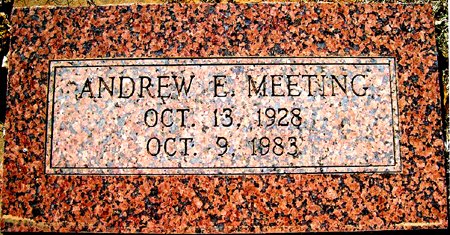 ANDREW E. MEETING
OCT. 13, 1928
OCT. 9, 1983